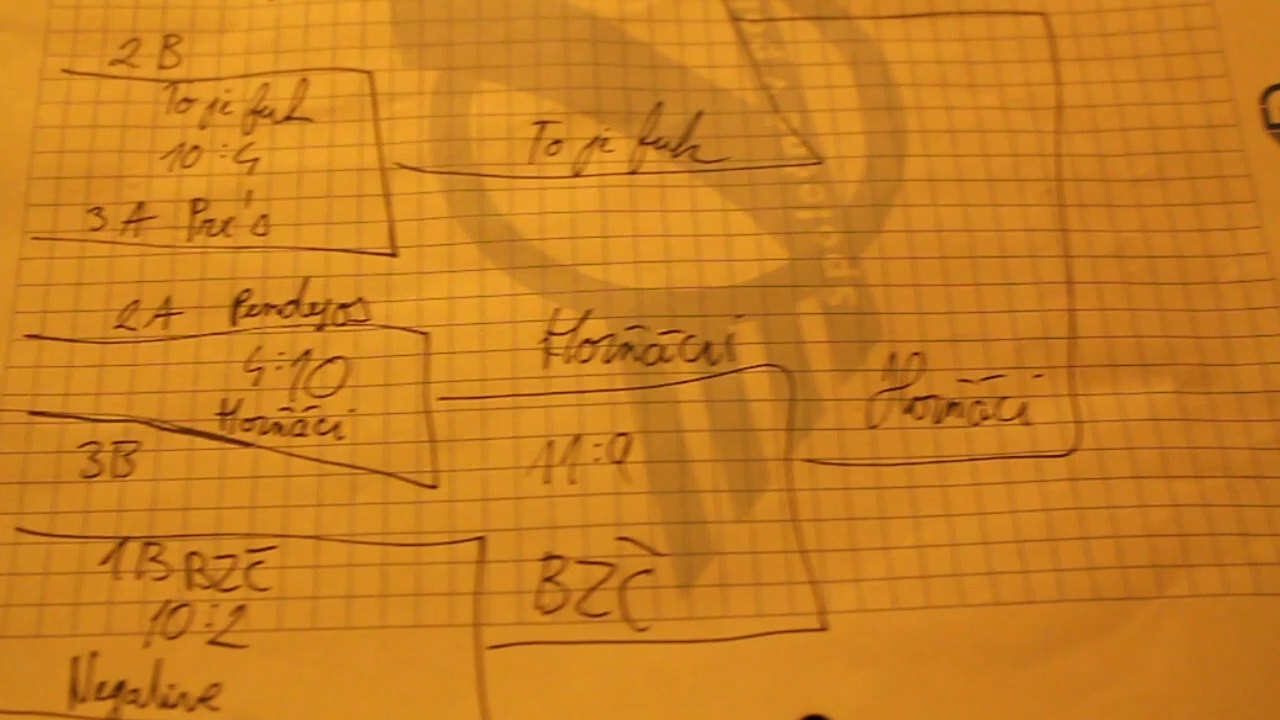 2B
To je fuk
10:4
3A Prx's
To je fuk
2A Pendejos
4:10
Horňáci
3B
Horňáci
11:9
BZČ
Horňáci
1B BZČ
10:2
Negative